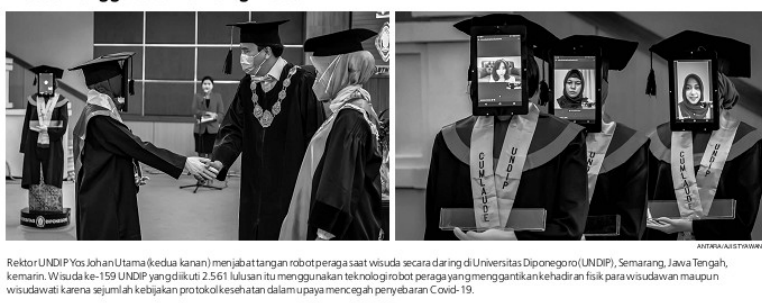 CUMLAUDE
UNDIP
CUMLAUDE
UNDIP
ANTARA/AJI STYAWAN
Rektor UNDIP Yos Johan Utama (kedua kanan) menjabat tangan robot peraga saat wisuda secara daring di Universitas Diponegoro (UNDIP), Semarang, Jawa Tengah,
kemarin. Wisuda ke-159 UNDIP yang diikuti 2.561 lulusan itu menggunakan teknologi robot peraga yang menggantikan kehadiran fisik para wisudawan maupun
wisudawati karena sejumlah kebijakan protokol kesehatan dalam upaya mencegah penyebaran Covid-19.